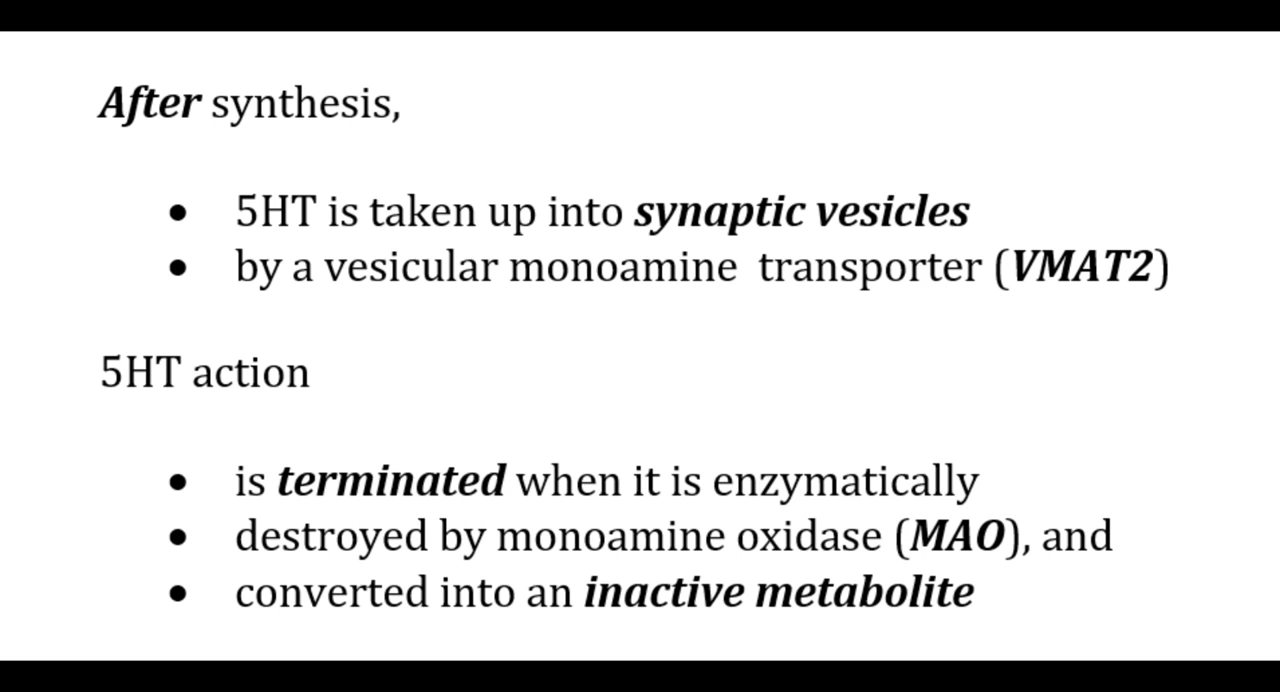 After synthesis,
• 5HT is taken up into synaptic vesicles
• by a vesicular monoamine  transporter (VMAT2)
5HT action
• is terminated when it is enzymatically
• destroyed by monoamine oxidase (MAO), and
• converted into an inactive metabolite